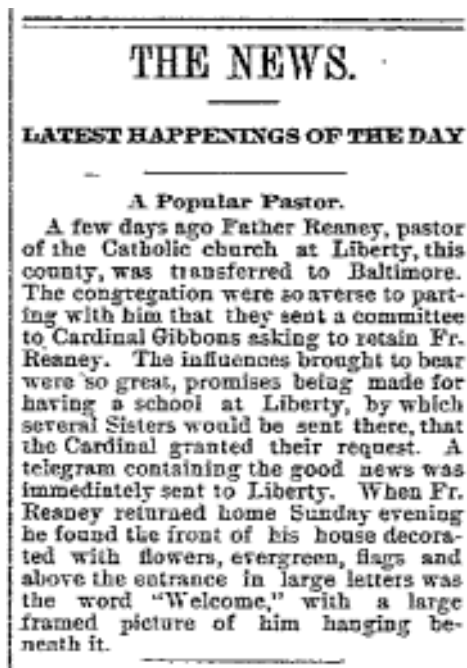 THE NEWS.
LATEST HAPPENINGS OF THE DAY
A Popular Pastor.
A few days ago Father Reaney, pastor
of the Catholic church at Liberty, this
county, was transferred to Baltimore.
The congregation were so averse to part-
ing with him that they sent a committee
to Cardinal Gibbons asking to retain Fr.
Reaney. The influences brought to bear
were so great, promises being made for
having a school at Liberty, by which
several Sisters would be sent there, that
the Cardinal granted their request. A
telegram containing the good news was
immediately sent to Liberty. When Fr.
Reaney returned home Sunday evening
he found the front of his house decora-
ted with flowers, evergreen, flags and
above the entrance in large letters was
the word "Welcome," with a large
framed picture of him hanging be-
neath it.